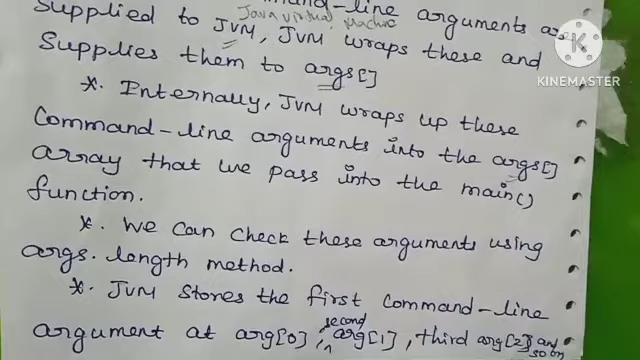 mmand-line arguments are
Supplied to JVM, Java virtual Machine JVM wraps these and
Supplies them to args[]
*. Internally, JVM wraps up these
Command-line arguments into the args[]
array that we pass into the main()
function.
*. We can check these arguments using
args.length method.
*. JVM Stores the first Command-line
argument at arg[0], second arg[1], third arg[2] and so on
KINEMASTER